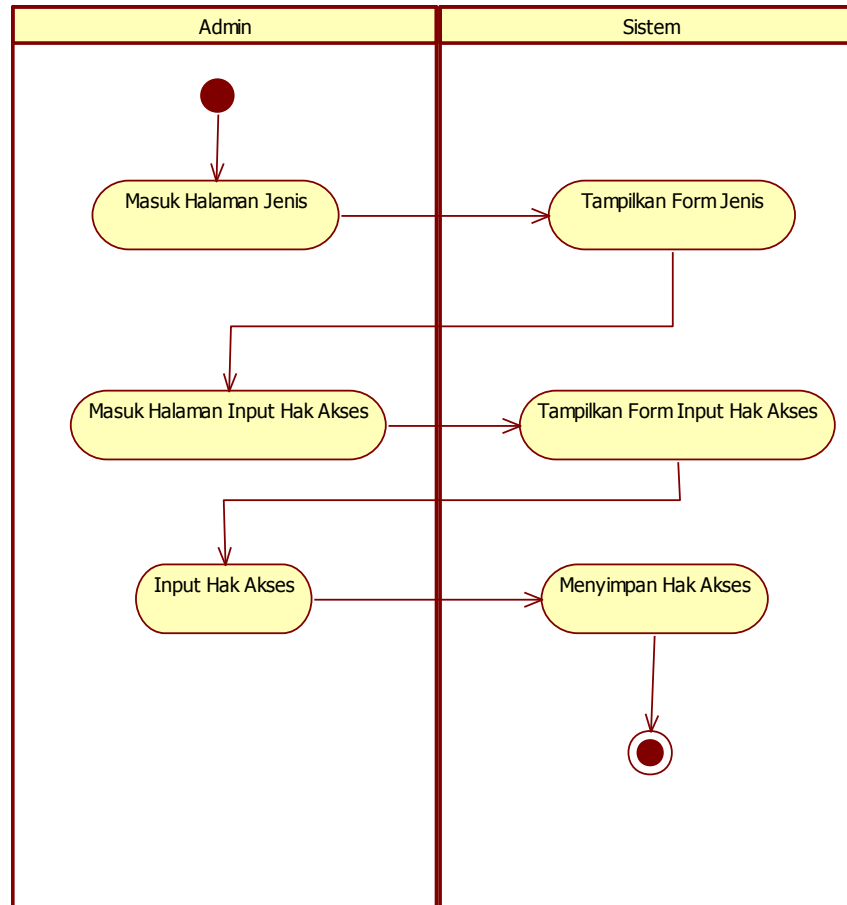 Admin
Sistem
Masuk Halaman Jenis
Tampilkan Form Jenis
Masuk Halaman Input Hak Akses
Tampilkan Form Input Hak Akses
Input Hak Akses
Menyimpan Hak Akses